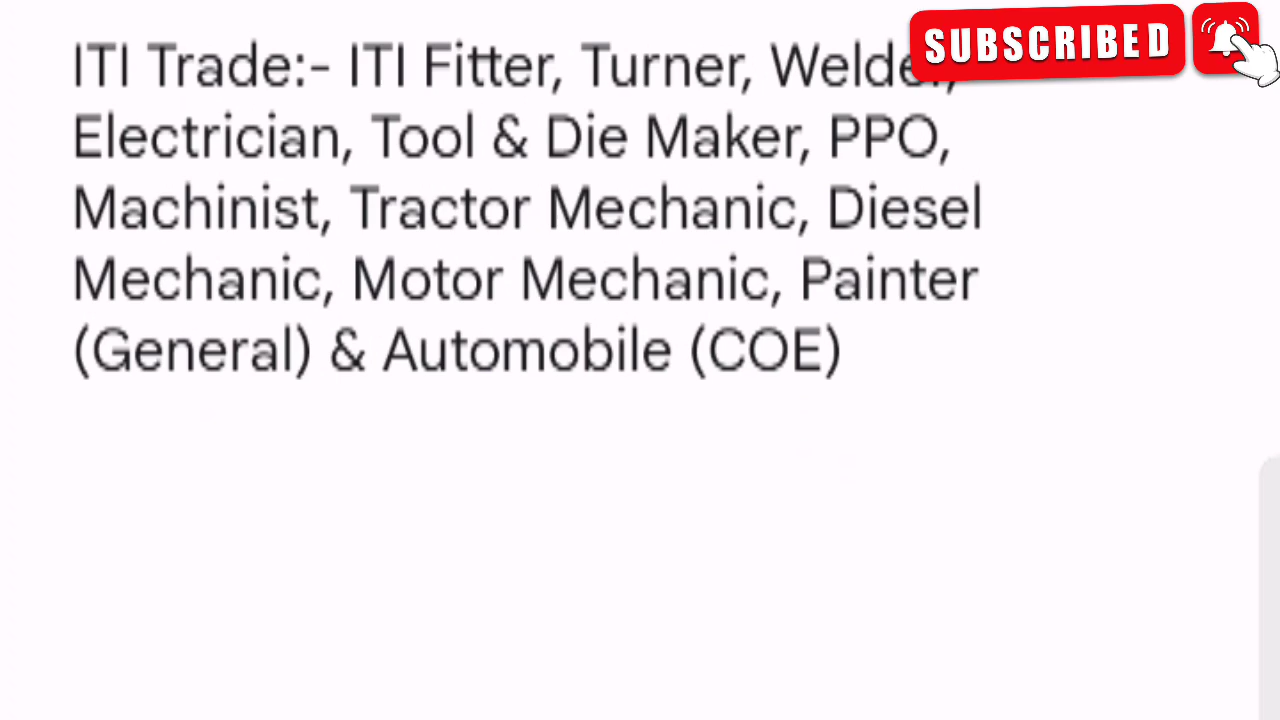 ITI Trade:- ITI Fitter, Turner, Welder,
SUBSCRIBED
Electrician, Tool & Die Maker, PPO,
Machinist, Tractor Mechanic, Diesel
Mechanic, Motor Mechanic, Painter
(General) & Automobile (COE)